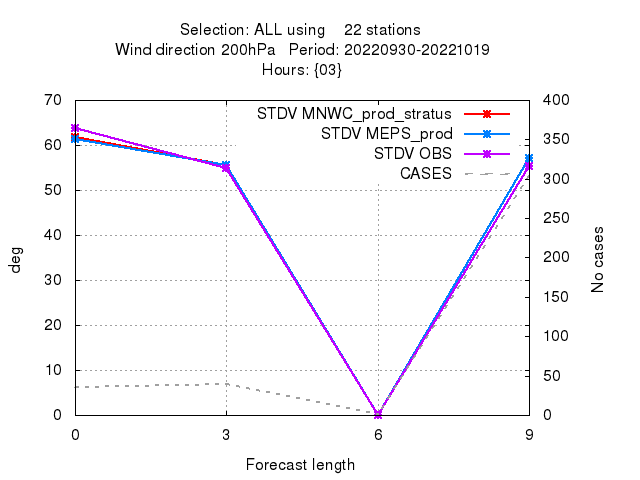 Selection: ALL using    22 stations
Wind direction 200hPa   Period: 20220930-20221019
Hours: {03}
STDV MNWC_prod_stratus
STDV MEPS_prod
STDV OBS
CASES
70
60
50
40
30
20
10
0
deg
400
350
300
250
200
150
100
50
0
No cases
0 3 6 9
Forecast length